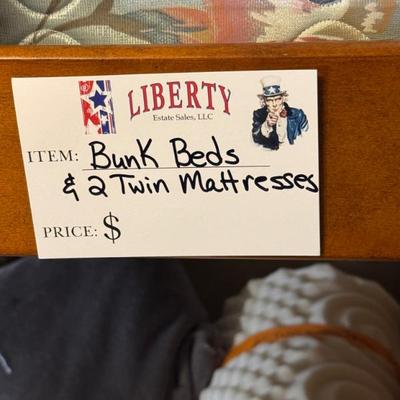 LIBERTY
Estate Sales, LLC
ITEM: Bunk Beds
& 2 Twin Mattresses
PRICE: $